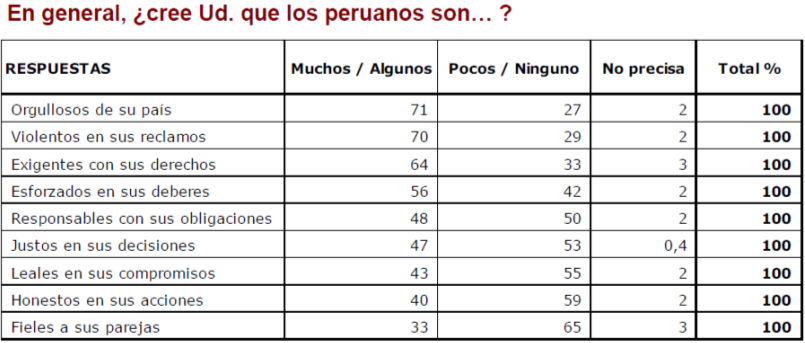 En general, ¿cree Ud. que los peruanos son… ?
RESPUESTAS Muchos / Algunos Pocos / Ninguno No precisa Total %
Orgullosos de su país 71 27 2 100
Violentos en sus reclamos 70 29 2 100
Exigentes con sus derechos 64 33 3 100
Esforzados en sus deberes 56 42 2 100
Responsables con sus obligaciones 48 50 2 100
Justos en sus decisiones 47 53 0,4 100
Leales en sus compromisos 43 55 2 100
Honestos en sus acciones 40 59 2 100
Fieles a sus parejas 33 65 3 100